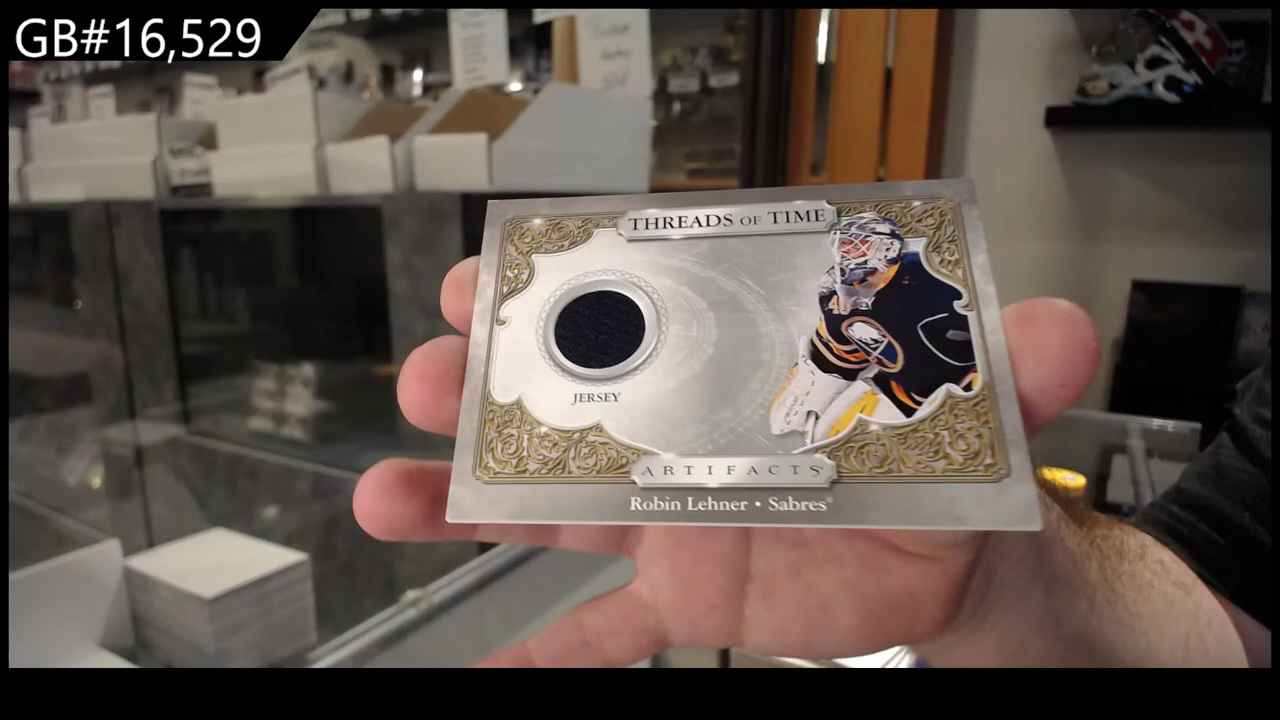 GB#16,529
THREADS OF TIME
JERSEY
ARTIFACTS
Robin Lehner • Sabres®